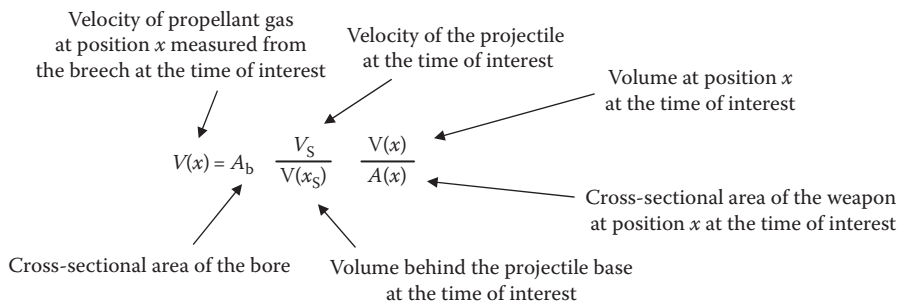 Velocity of propellant gas
at position x measured from
the breech at the time of interest
Velocity of the projectile
at the time of interest
Volume at position x
at the time of interest
V(x) = A_b V_S/V(x_S) V(x)/A(x)
Cross-sectional area of the weapon
at position x at the time of interest
Cross-sectional area of the bore
Volume behind the projectile base
at the time of interest